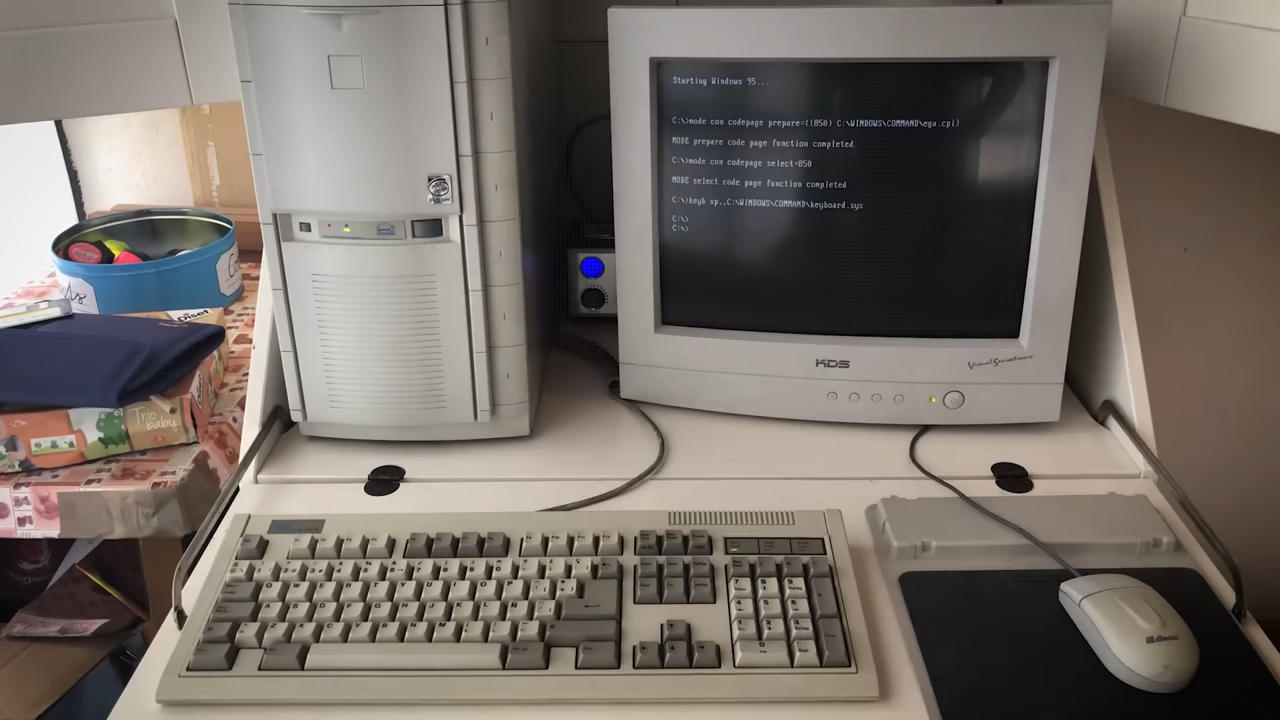 Starting Windows 95...
C:\>mode con codepage prepare=((850) C:\WINDOWS\COMMAND\ega.cpi)
MODE prepare code page function completed
C:\>mode con codepage select=850
MODE select code page function completed
C:\>keyb sp,,C:\WINDOWS\COMMAND\keyboard.sys
C:\>
C:\>
KDS
VisualSensations
Diset
Trio
baby